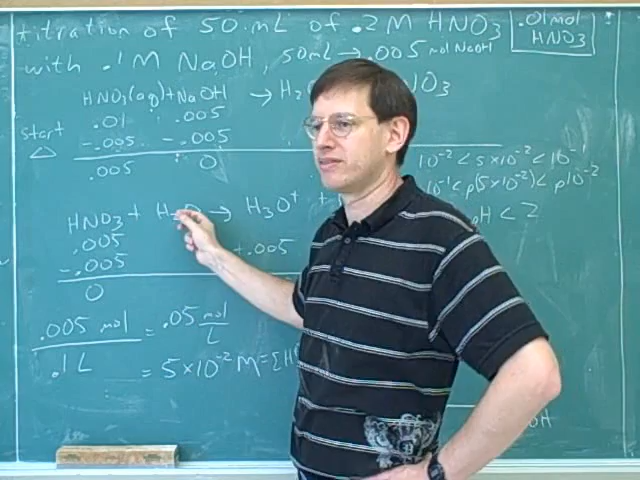 titration of 50. mL of .2 M HNO3
.01 mol
HNO3
with .1 M NaOH, 50 mL → .005 mol NaOH
HNO3(aq) + NaOH → H2 NO3
start .01 .005
Δ -.005 -.005
.005 0
10^-2 < 5×10^-2 < 10^-1
10^-1 < p(5×10^-2) < p10^-2
pH < 2
HNO3 + H2O → H3O+ +
.005
-.005 +.005
0
.005 mol / .1 L = .05 mol/L
= 5×10^-2 M = [H